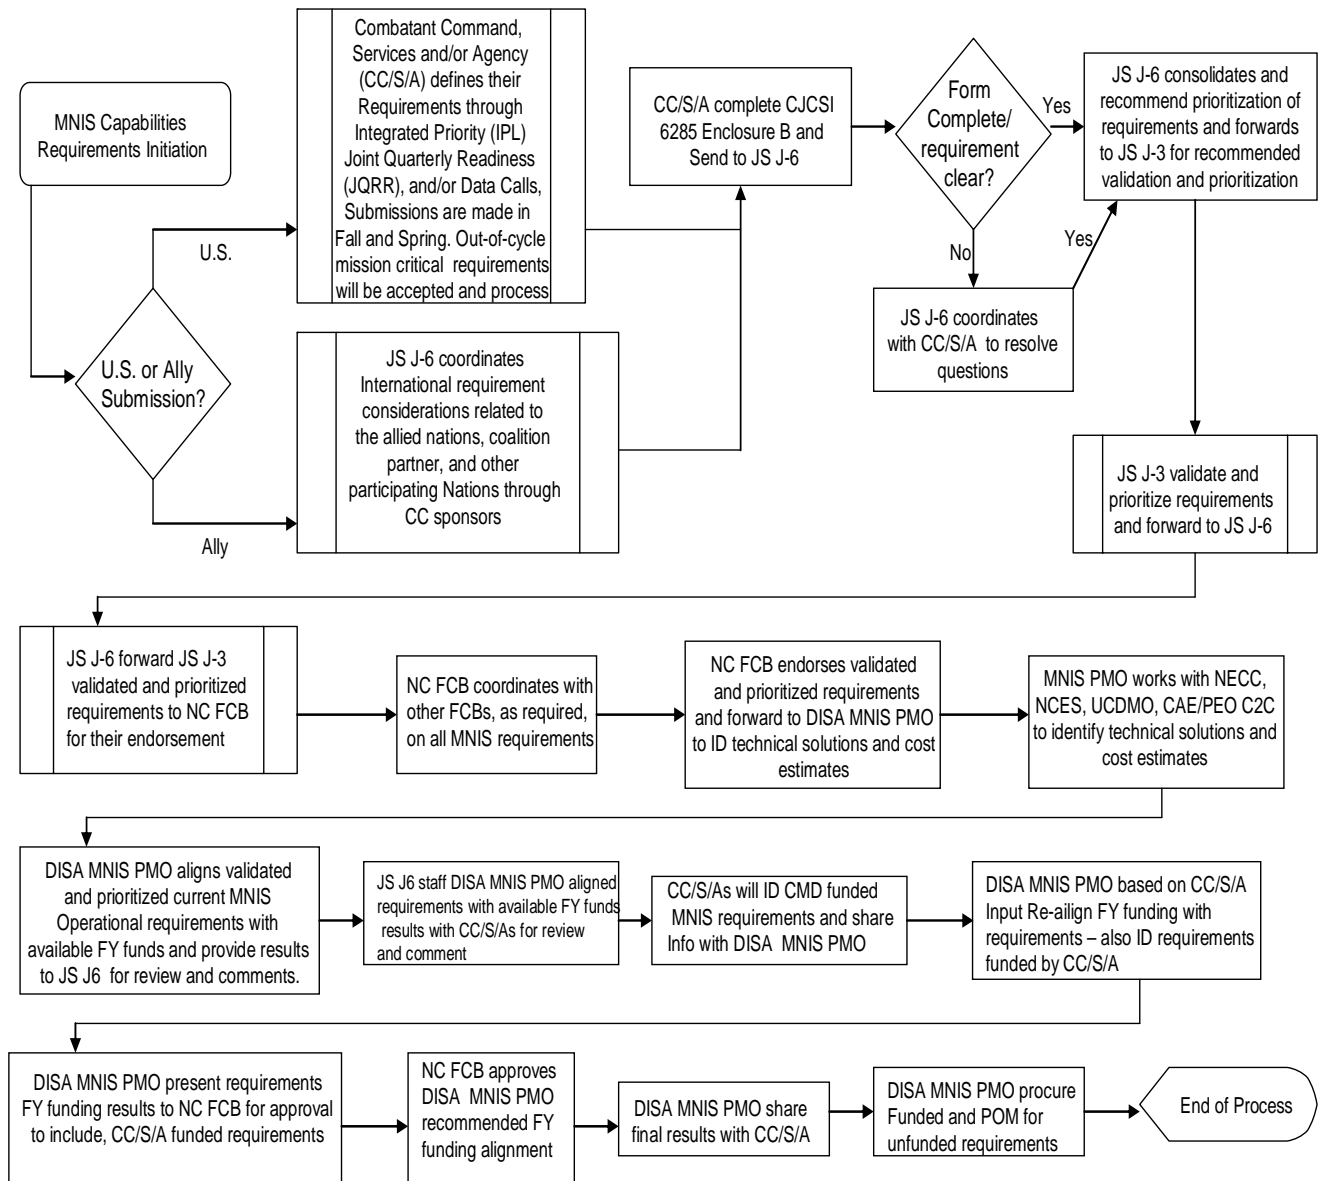 MNIS Capabilities
Requirements Initiation
U.S. or Ally
Submission?
U.S.
Ally
Combatant Command,
Services and/or Agency
(CC/S/A) defines their
Requirements through
Integrated Priority (IPL)
Joint Quarterly Readiness
(JQRR), and/or Data Calls,
Submissions are made in
Fall and Spring. Out-of-cycle
mission critical requirements
will be accepted and process
JS J-6 coordinates
International requirement
considerations related to
the allied nations, coalition
partner, and other
participating Nations through
CC sponsors
CC/S/A complete CJCSI
6285 Enclosure B and
Send to JS J-6
Form
Complete/
requirement
clear?
Yes
No
JS J-6 coordinates
with CC/S/A to resolve
questions
Yes
JS J-6 consolidates and
recommend prioritization of
requirements and forwards
to JS J-3 for recommended
validation and prioritization
JS J-3 validate and
prioritize requirements
and forward to JS J-6
JS J-6 forward JS J-3
validated and prioritized
requirements to NC FCB
for their endorsement
NC FCB coordinates with
other FCBs, as required,
on all MNIS requirements
NC FCB endorses validated
and prioritized requirements
and forward to DISA MNIS PMO
to ID technical solutions and cost
estimates
MNIS PMO works with NECC,
NCES, UCDMO, CAE/PEO C2C
to identify technical solutions and
cost estimates
DISA MNIS PMO aligns validated
and prioritized current MNIS
Operational requirements with
available FY funds and provide results
to JS J6 for review and comments.
JS J6 staff DISA MNIS PMO aligned
requirements with available FY funds
results with CC/S/As for review
and comment
CC/S/As will ID CMD funded
MNIS requirements and share
Info with DISA MNIS PMO
DISA MNIS PMO based on CC/S/A
Input Re-ailign FY funding with
requirements – also ID requirements
funded by CC/S/A
DISA MNIS PMO present requirements
FY funding results to NC FCB for approval
to include, CC/S/A funded requirements
NC FCB approves
DISA MNIS PMO
recommended FY
funding alignment
DISA MNIS PMO share
final results with CC/S/A
DISA MNIS PMO procure
Funded and POM for
unfunded requirements
End of Process